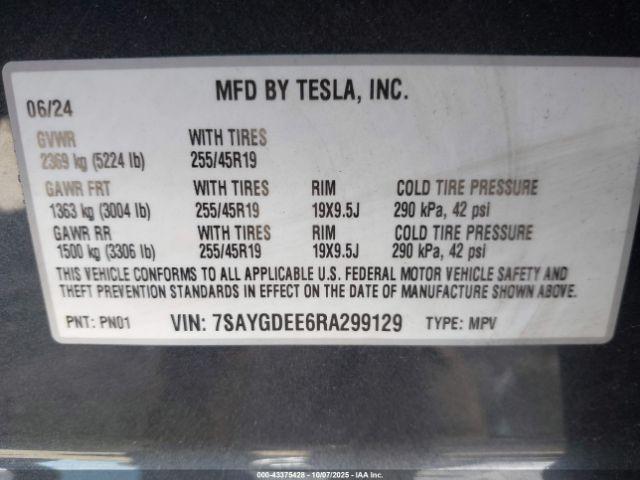 MFD BY TESLA, INC.
06/24
GVWR WITH TIRES
2369 kg (5224 lb) 255/45R19
GAWR FRT WITH TIRES RIM COLD TIRE PRESSURE
1363 kg (3004 lb) 255/45R19 19X9.5J 290 kPa, 42 psi
GAWR RR WITH TIRES RIM COLD TIRE PRESSURE
1500 kg (3306 lb) 255/45R19 19X9.5J 290 kPa, 42 psi
THIS VEHICLE CONFORMS TO ALL APPLICABLE U.S. FEDERAL MOTOR VEHICLE SAFETY AND
THEFT PREVENTION STANDARDS IN EFFECT ON THE DATE OF MANUFACTURE SHOWN ABOVE.
PNT: PN01 VIN: 7SAYGDEE6RA299129 TYPE: MPV
000-43375428 - 10/07/2025 - IAA Inc.